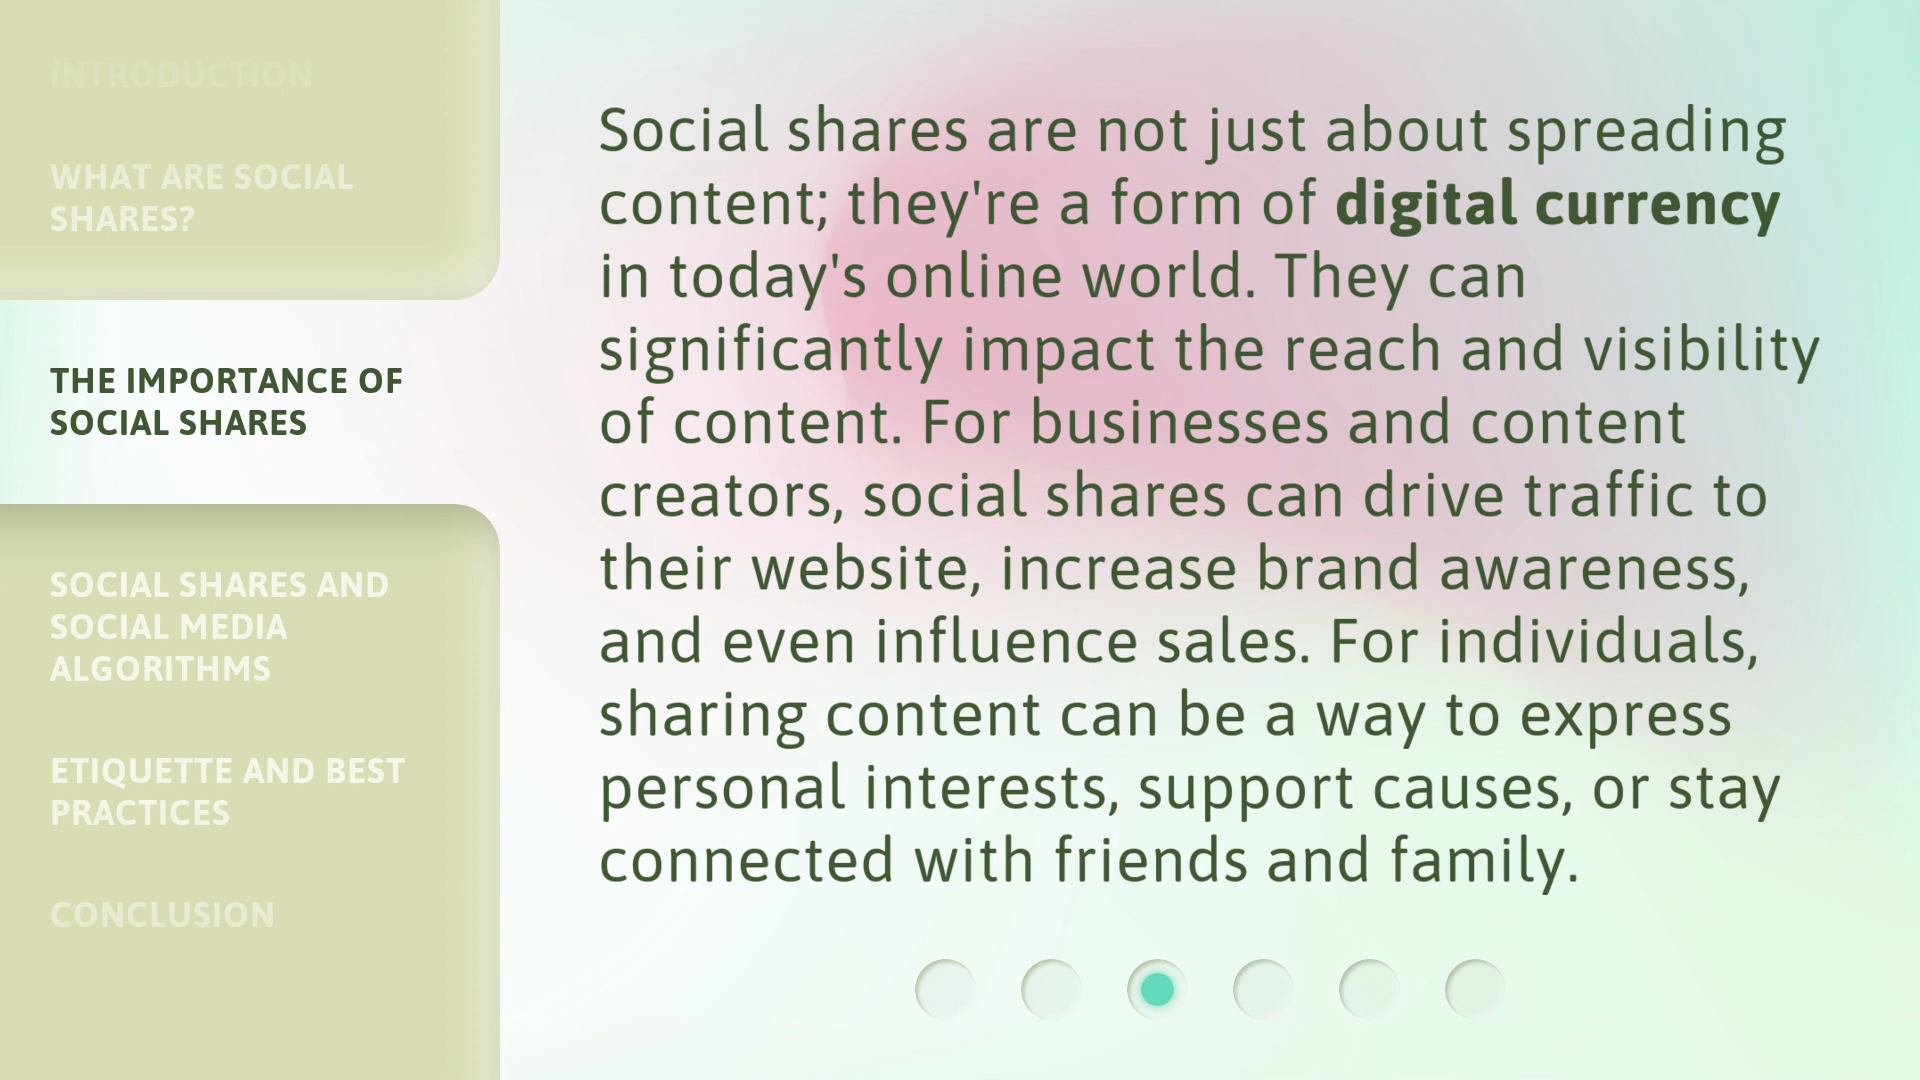 INTRODUCTION
WHAT ARE SOCIAL
SHARES?
THE IMPORTANCE OF
SOCIAL SHARES
SOCIAL SHARES AND
SOCIAL MEDIA
ALGORITHMS
ETIQUETTE AND BEST
PRACTICES
CONCLUSION
Social shares are not just about spreading
content; they're a form of digital currency
in today's online world. They can
significantly impact the reach and visibility
of content. For businesses and content
creators, social shares can drive traffic to
their website, increase brand awareness,
and even influence sales. For individuals,
sharing content can be a way to express
personal interests, support causes, or stay
connected with friends and family.